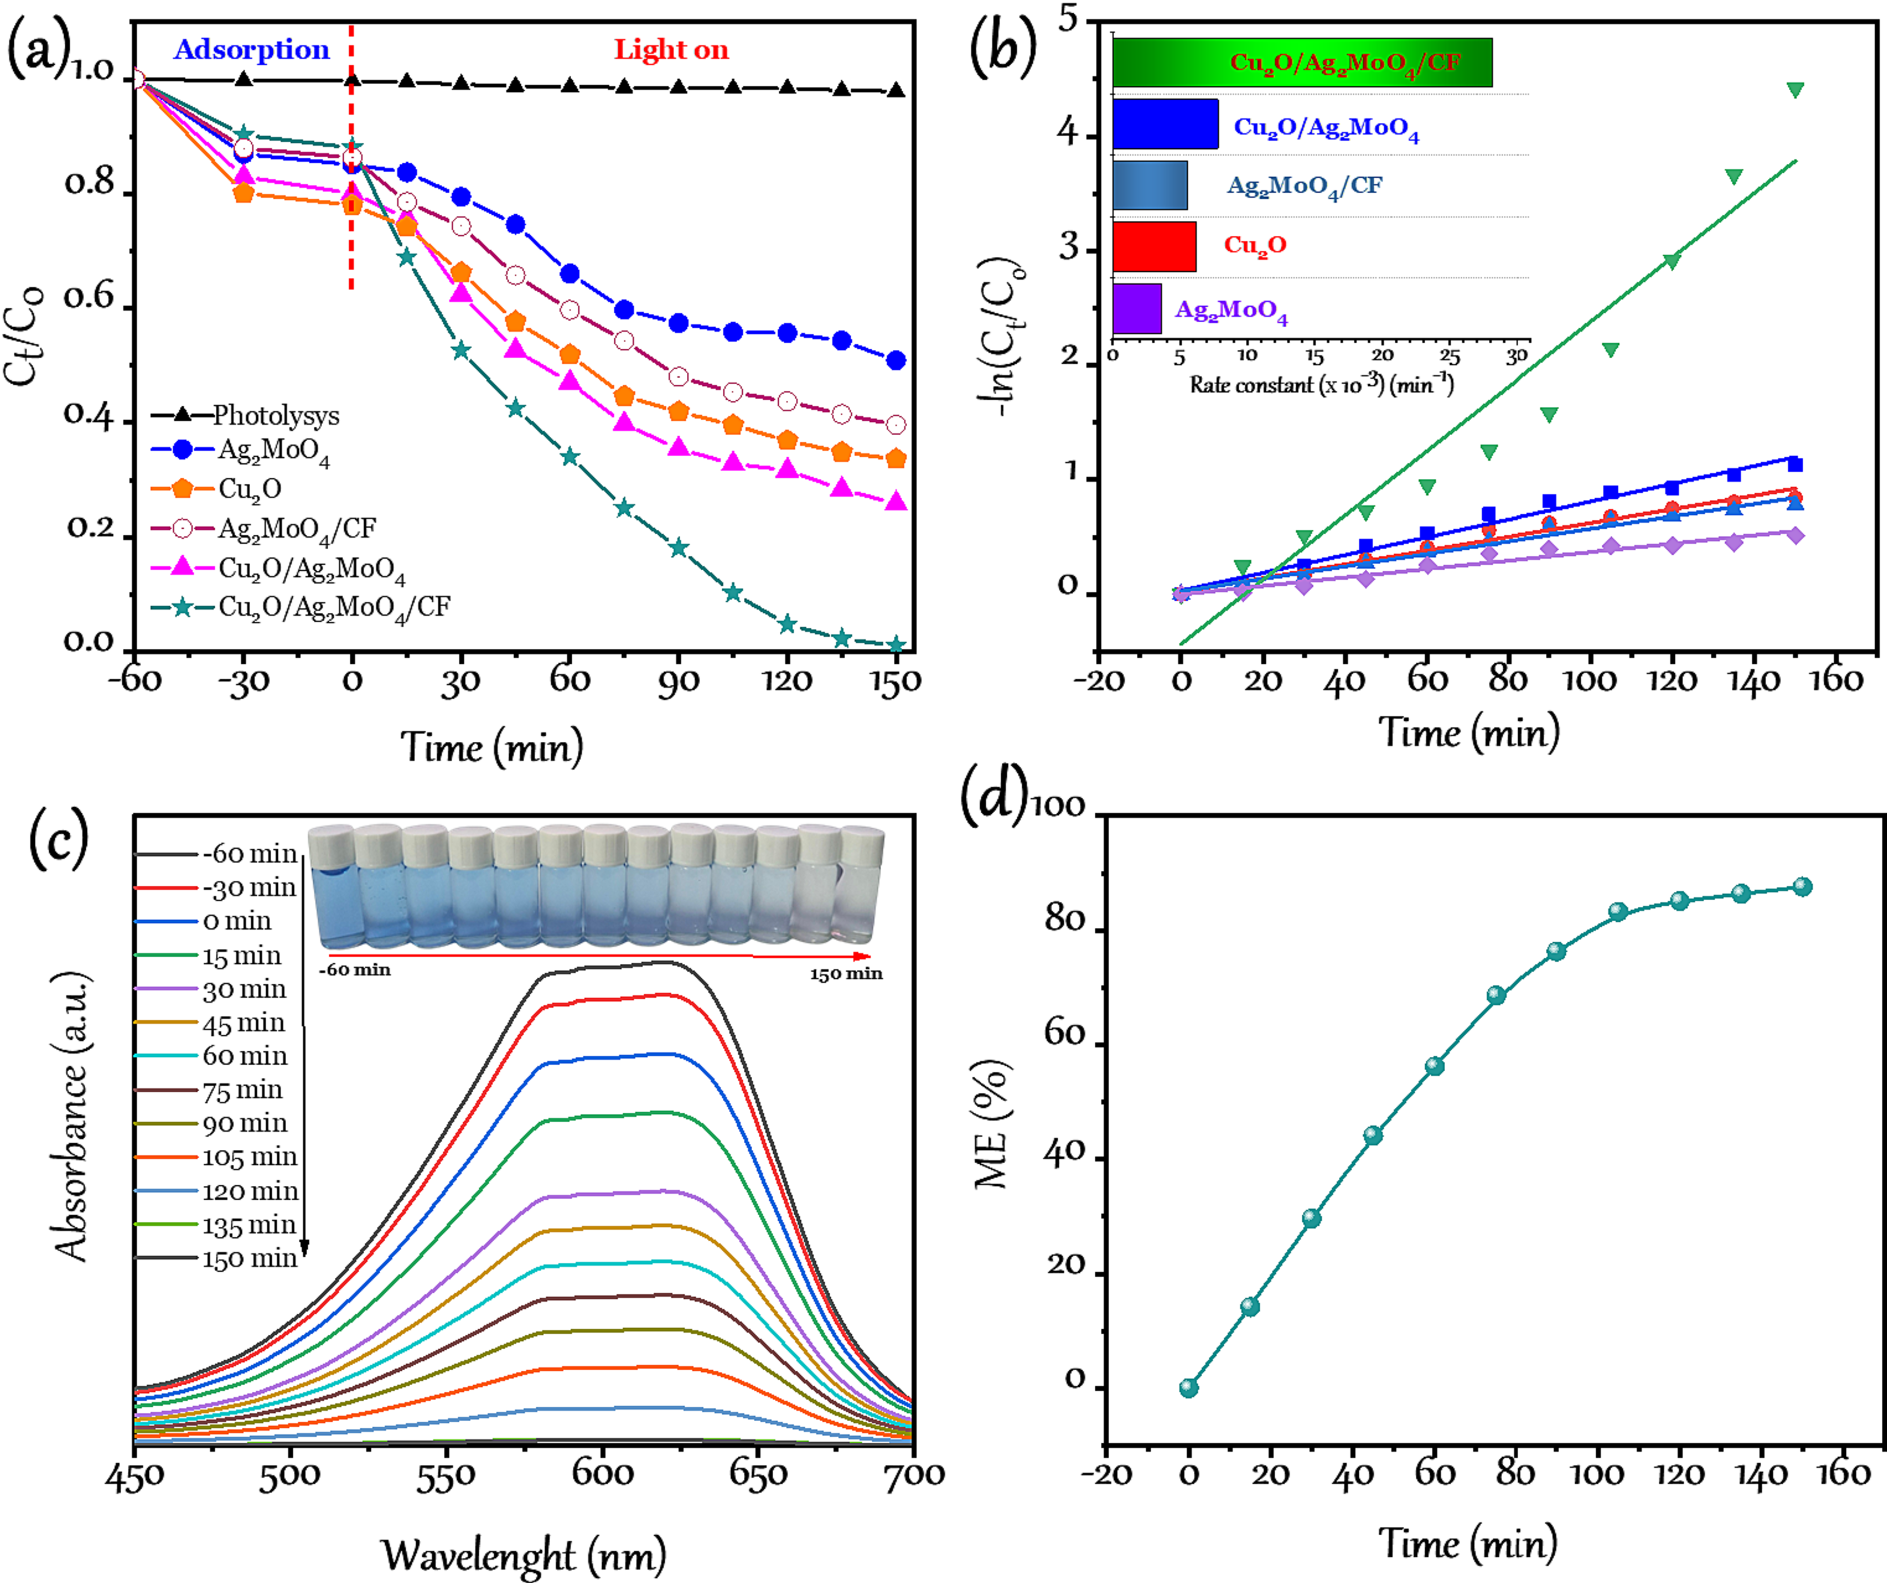 (a)
Adsorption
Light on
1.0
0.8
0.6
0.4
0.2
0.0
Ct/Co
Photolysys
Ag₂MoO₄
Cu₂O
Ag₂MoO₄/CF
Cu₂O/Ag₂MoO₄
Cu₂O/Ag₂MoO₄/CF
-60 -30 0 30 60 90 120 150
Time (min)
(b)
5
4
3
2
1
0
-ln(Ct/Co)
Cu₂O/Ag₂MoO₄/CF
Cu₂O/Ag₂MoO₄
Ag₂MoO₄/CF
Cu₂O
Ag₂MoO₄
0 5 10 15 20 25 30
Rate constant (x 10⁻³) (min⁻¹)
-20 0 20 40 60 80 100 120 140 160
Time (min)
(c)
Absorbance (a.u.)
-60 min
-30 min
0 min
15 min
30 min
45 min
60 min
75 min
90 min
105 min
120 min
135 min
150 min
-60 min
150 min
450 500 550 600 650 700
Wavelenght (nm)
(d)
100
80
60
40
20
0
ME (%)
-20 0 20 40 60 80 100 120 140 160
Time (min)